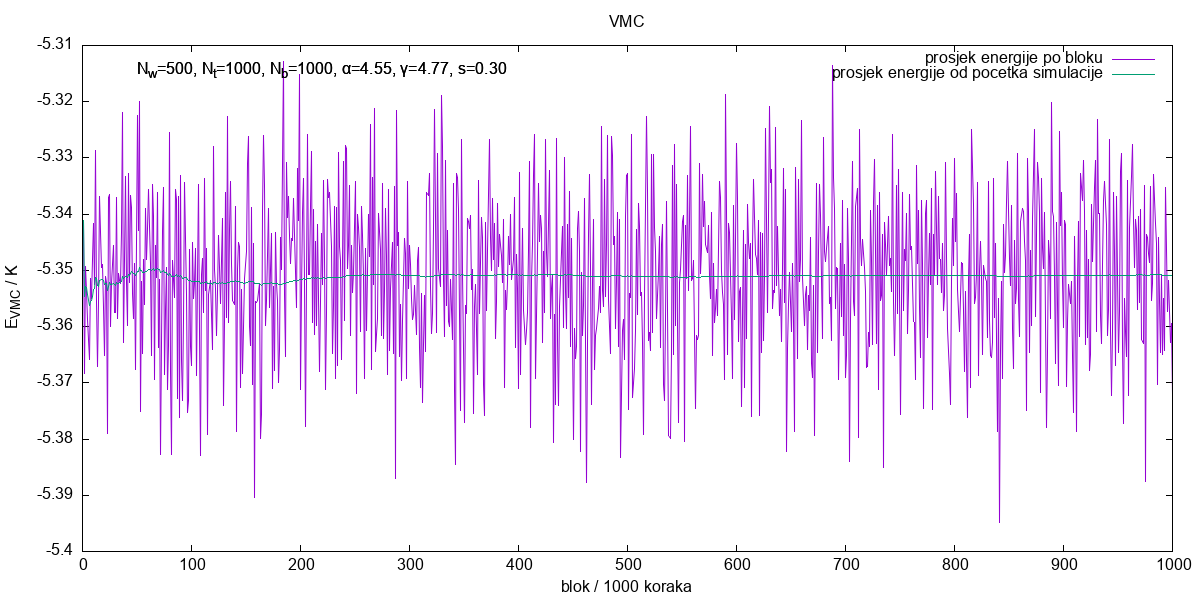 VMC
N_w=500, N_t=1000, N_b=1000, α=4.55, γ=4.77, s=0.30
prosjek energije po bloku
prosjek energije od pocetka simulacije
-5.31
-5.32
-5.33
-5.34
-5.35
-5.36
-5.37
-5.38
-5.39
-5.4
E_VMC / K
0 100 200 300 400 500 600 700 800 900 1000
blok / 1000 koraka